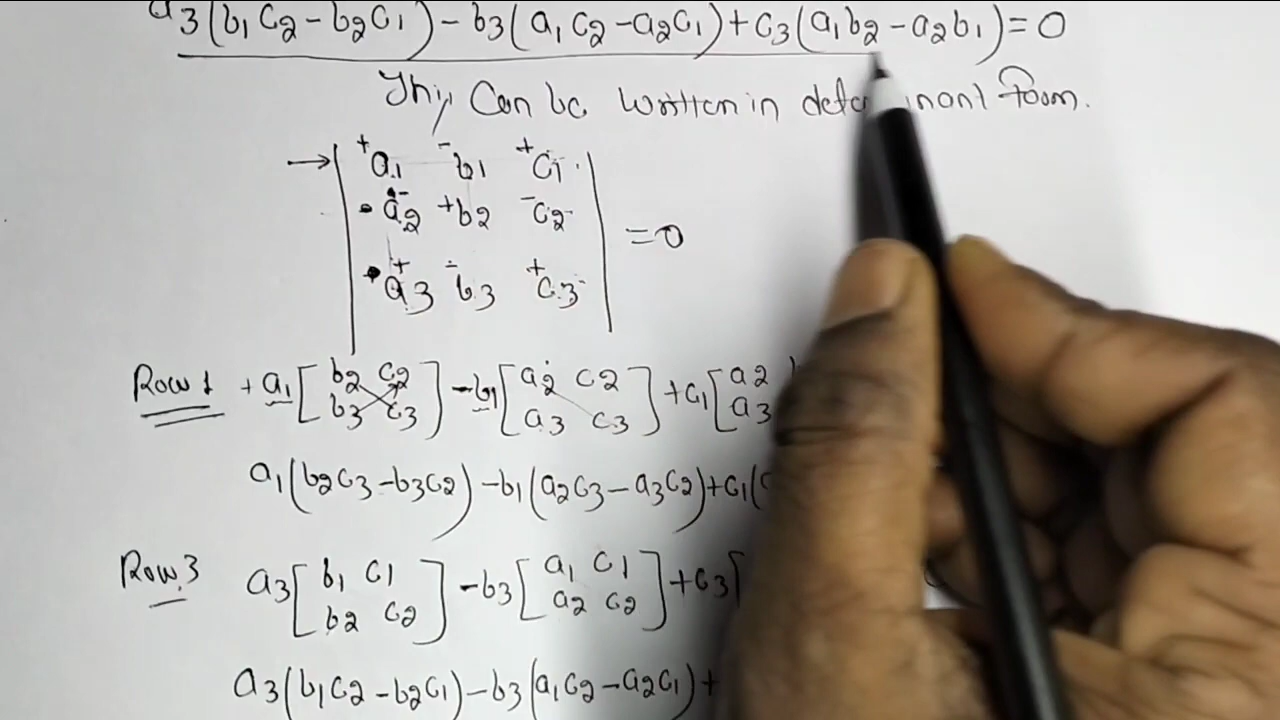 a3(b1c2-b2c1)-b3(a1c2-a2c1)+c3(a1b2-a2b1)=0
This Can be written in form.
→ | +a1 -b1 +c1 |
-a2 +b2 -c2 =0
+a3 -b3 +c3
Row 1 +a1[b2 c2 -b1[a2 c2 +c1[a2
b3 c3] a3 c3] a3
a1(b2c3-b3c2)-b1(a2c3-a3c2)+c1(
Row.3 a3[b1 c1 -b3[a1 c1 +c3[
b2 c2] a2 c2]
a3(b1c2-b2c1)-b3(a1c2-a2c1)+